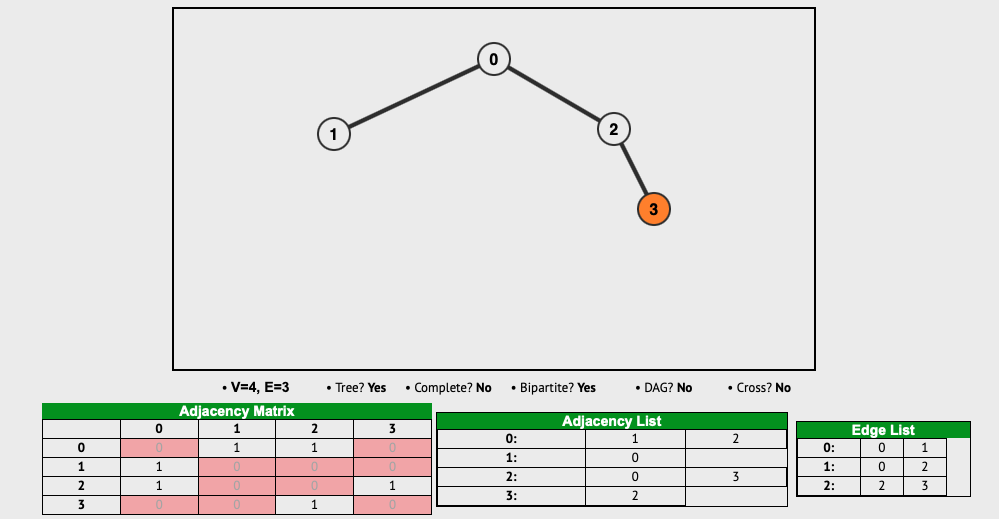 0
1
2
3
• V=4, E=3 • Tree? Yes • Complete? No • Bipartite? Yes • DAG? No • Cross? No
Adjacency Matrix
0 1 2 3
0 0 1 1 0
1 1 0 0 0
2 1 0 0 1
3 0 0 1 0
Adjacency List
0: 1 2
1: 0
2: 0 3
3: 2
Edge List
0: 0 1
1: 0 2
2: 2 3